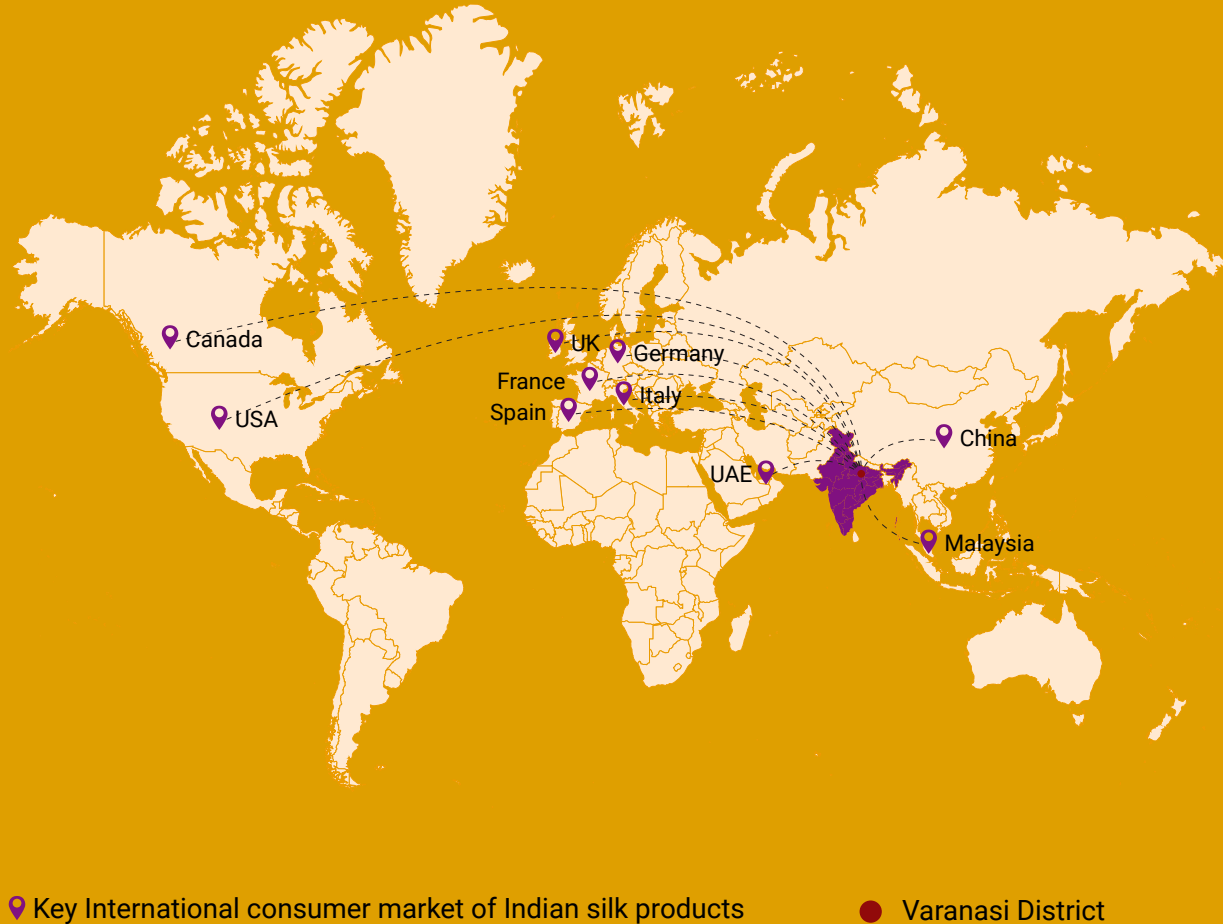 Canada
UK
Germany
France
Italy
Spain
USA
China
UAE
Malaysia
Key International consumer market of Indian silk products
Varanasi District